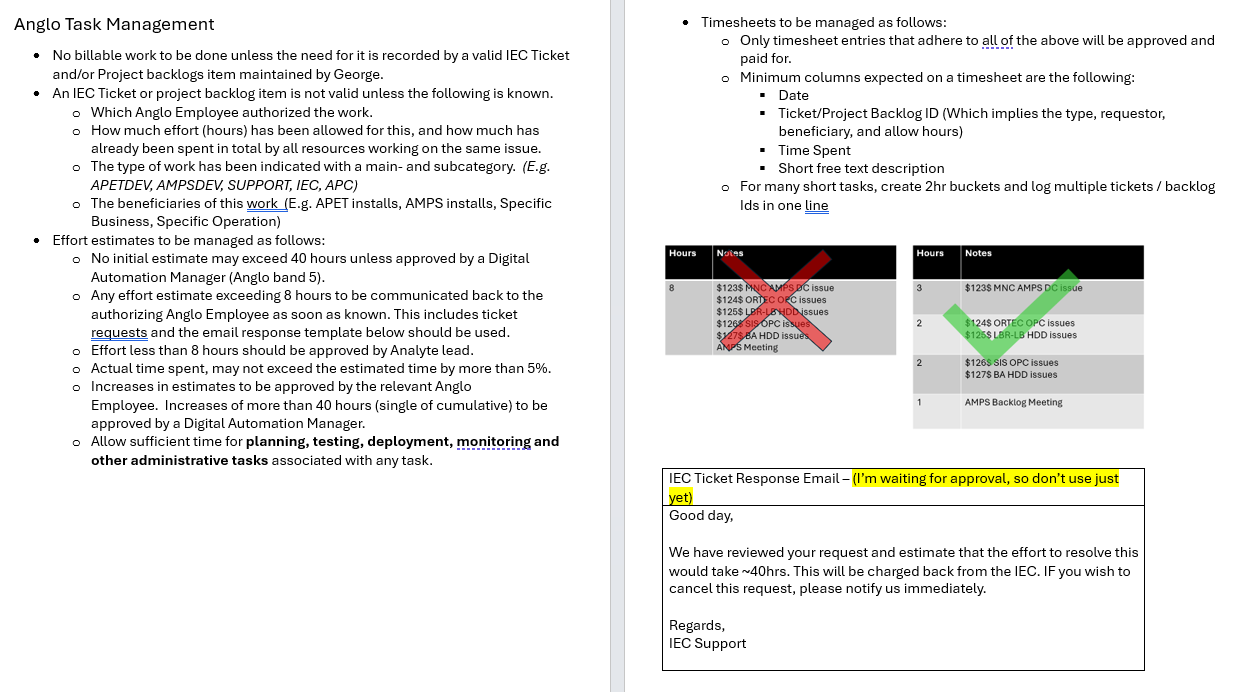 Anglo Task Management
• No billable work to be done unless the need for it is recorded by a valid IEC Ticket
and/or Project backlogs item maintained by George.
• An IEC Ticket or project backlog item is not valid unless the following is known.
o Which Anglo Employee authorized the work.
o How much effort (hours) has been allowed for this, and how much has
already been spent in total by all resources working on the same issue.
o The type of work has been indicated with a main- and subcategory. (E.g.
APETDEV, AMPSDEV, SUPPORT, IEC, APC)
o The beneficiaries of this work (E.g. APET installs, AMPS installs, Specific
Business, Specific Operation)
• Effort estimates to be managed as follows:
o No initial estimate may exceed 40 hours unless approved by a Digital
Automation Manager (Anglo band 5).
o Any effort estimate exceeding 8 hours to be communicated back to the
authorizing Anglo Employee as soon as known. This includes ticket
requests and the email response template below should be used.
o Effort less than 8 hours should be approved by Analyte lead.
o Actual time spent, may not exceed the estimated time by more than 5%.
o Increases in estimates to be approved by the relevant Anglo
Employee. Increases of more than 40 hours (single of cumulative) to be
approved by a Digital Automation Manager.
o Allow sufficient time for planning, testing, deployment, monitoring and
other administrative tasks associated with any task.
• Timesheets to be managed as follows:
o Only timesheet entries that adhere to all of the above will be approved and
paid for.
o Minimum columns expected on a timesheet are the following:
▪ Date
▪ Ticket/Project Backlog ID (Which implies the type, requestor,
beneficiary, and allow hours)
▪ Time Spent
▪ Short free text description
o For many short tasks, create 2hr buckets and log multiple tickets / backlog
Ids in one line
Hours Notes
8 $123$ MNC AMPS DC issue
$124$ ORTEC OPC issues
$125$ LBR-LB HDD issues
$126$ SIS OPC issues
$127$ BA HDD issues
AMPS Meeting
Hours Notes
3 $123$ MNC AMPS DC issue
2 $124$ ORTEC OPC issues
$125$ LBR-LB HDD issues
2 $126$ SIS OPC issues
$127$ BA HDD issues
1 AMPS Backlog Meeting
IEC Ticket Response Email – (I'm waiting for approval, so don't use just
yet)
Good day,
We have reviewed your request and estimate that the effort to resolve this
would take ~40hrs. This will be charged back from the IEC. IF you wish to
cancel this request, please notify us immediately.
Regards,
IEC Support